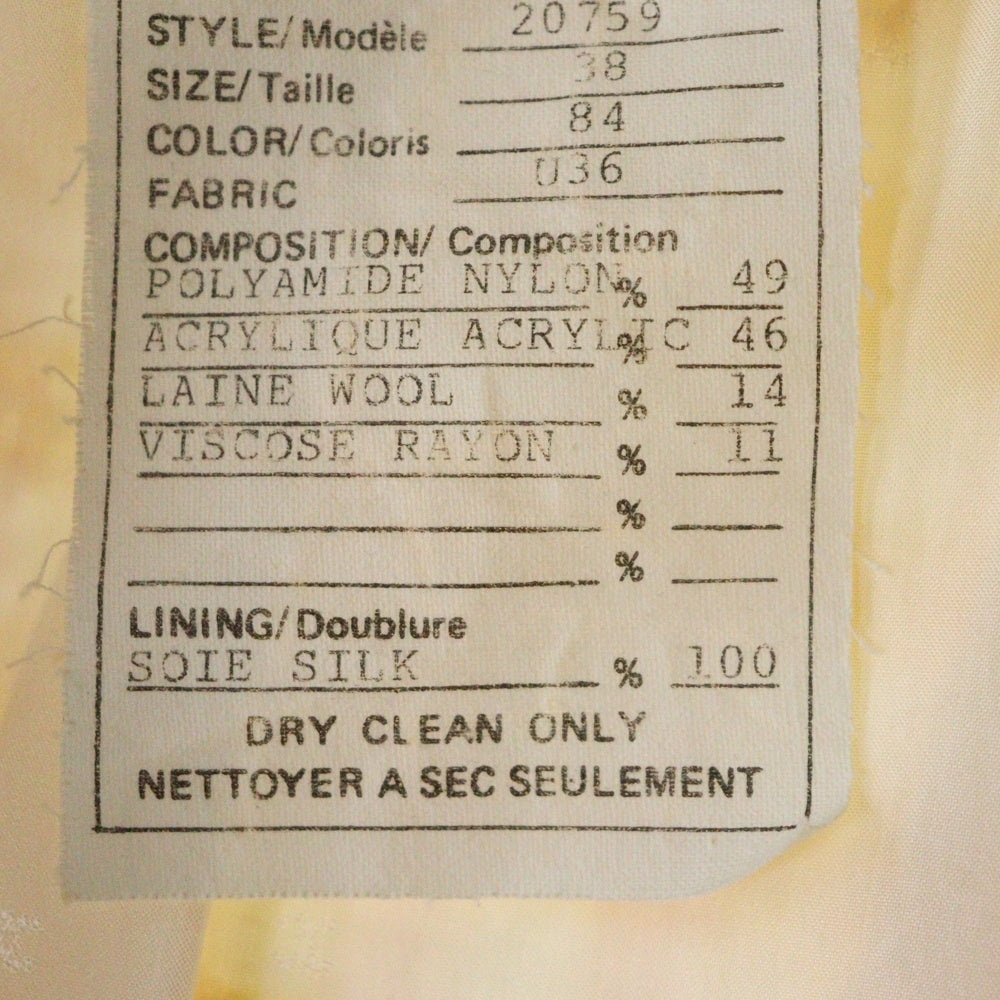 STYLE/Modèle 20759
SIZE/Taille 38
COLOR/Coloris 84
FABRIC U36
COMPOSITION/ Composition
POLYAMIDE NYLON % 49
ACRYLIQUE ACRYLIC % 46
LAINE WOOL % 14
VISCOSE RAYON % 11
%
%
LINING/Doublure
SOIE SILK % 100
DRY CLEAN ONLY
NETTOYER A SEC SEULEMENT